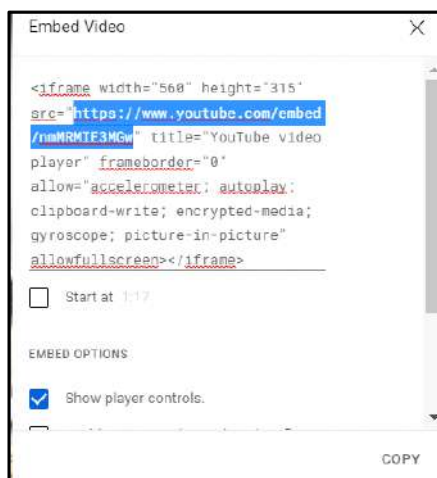 Embed Video
<iframe width="560" height="315"
src="https://www.youtube.com/embed
/nmMRMIE3MGw" title="YouTube video
player" frameborder="0"
allow="accelerometer; autoplay;
clipboard-write; encrypted-media;
gyroscope; picture-in-picture"
allowfullscreen></iframe>
Start at 1:17
EMBED OPTIONS
Show player controls.
COPY